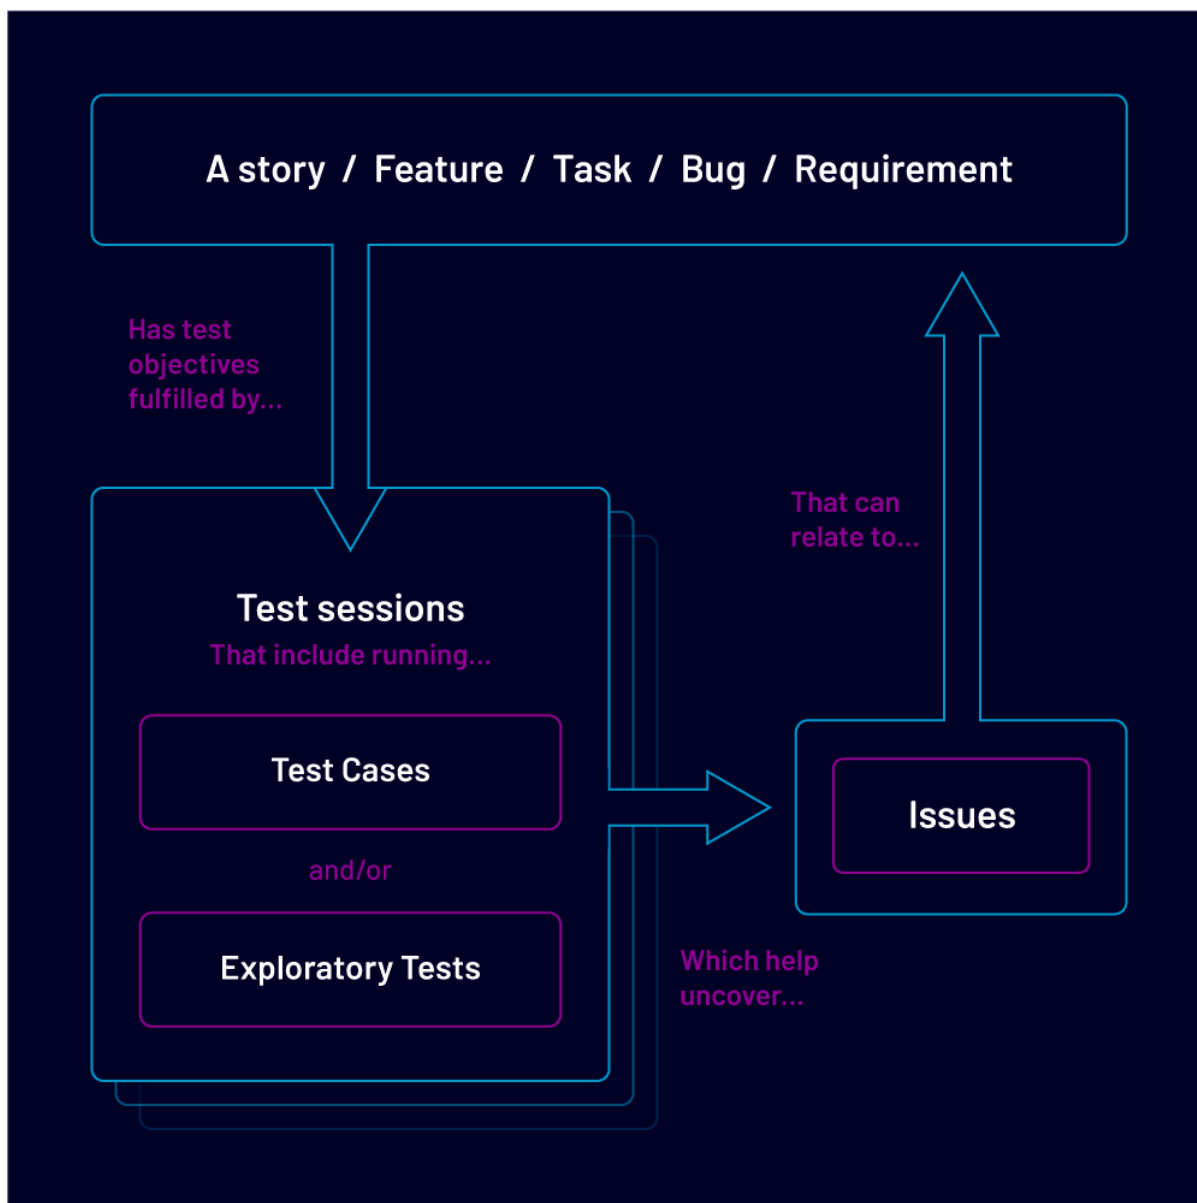 A story / Feature / Task / Bug / Requirement
Has test
objectives
fulfilled by...
That can
relate to...
Test sessions
That include running...
Test Cases
and/or
Exploratory Tests
Issues
Which help
uncover...